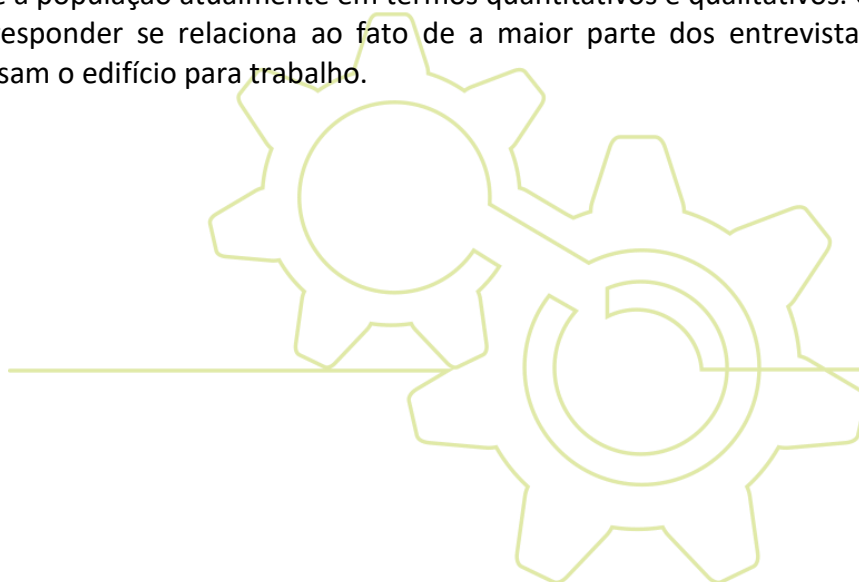 a população atualmente em termos quantitativos e qualitativos.
esponder se relaciona ao fato de a maior parte dos entrevista
sam o edifício para trabalho.